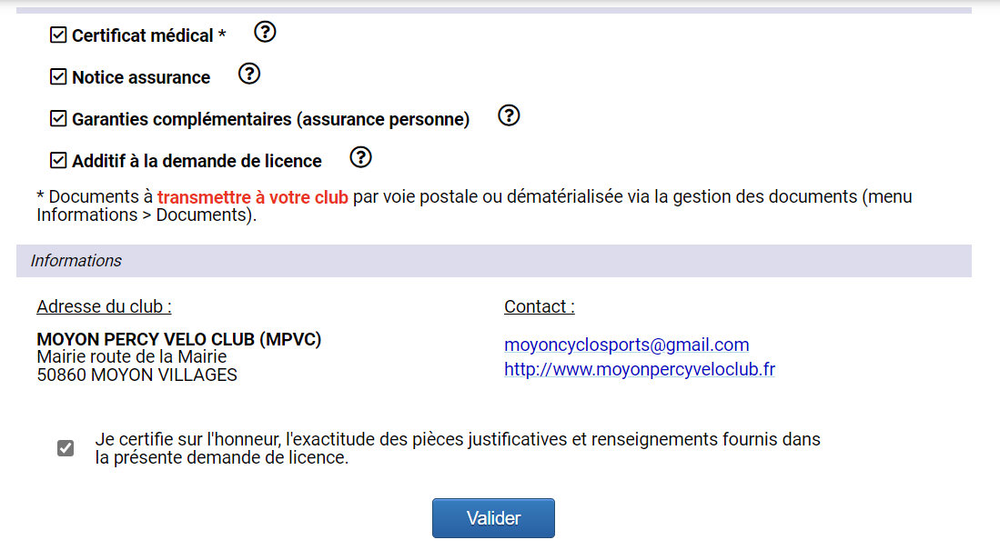 Certificat médical *
Notice assurance
Garanties complémentaires (assurance personne)
Additif à la demande de licence
* Documents à transmettre à votre club par voie postale ou dématérialisée via la gestion des documents (menu
Informations > Documents).
Informations
Adresse du club :
MOYON PERCY VELO CLUB (MPVC)
Mairie route de la Mairie
50860 MOYON VILLAGES
Contact :
moyoncyclosports@gmail.com
http://www.moyonpercyveloclub.fr
Je certifie sur l'honneur, l'exactitude des pièces justificatives et renseignements fournis dans
la présente demande de licence.
Valider